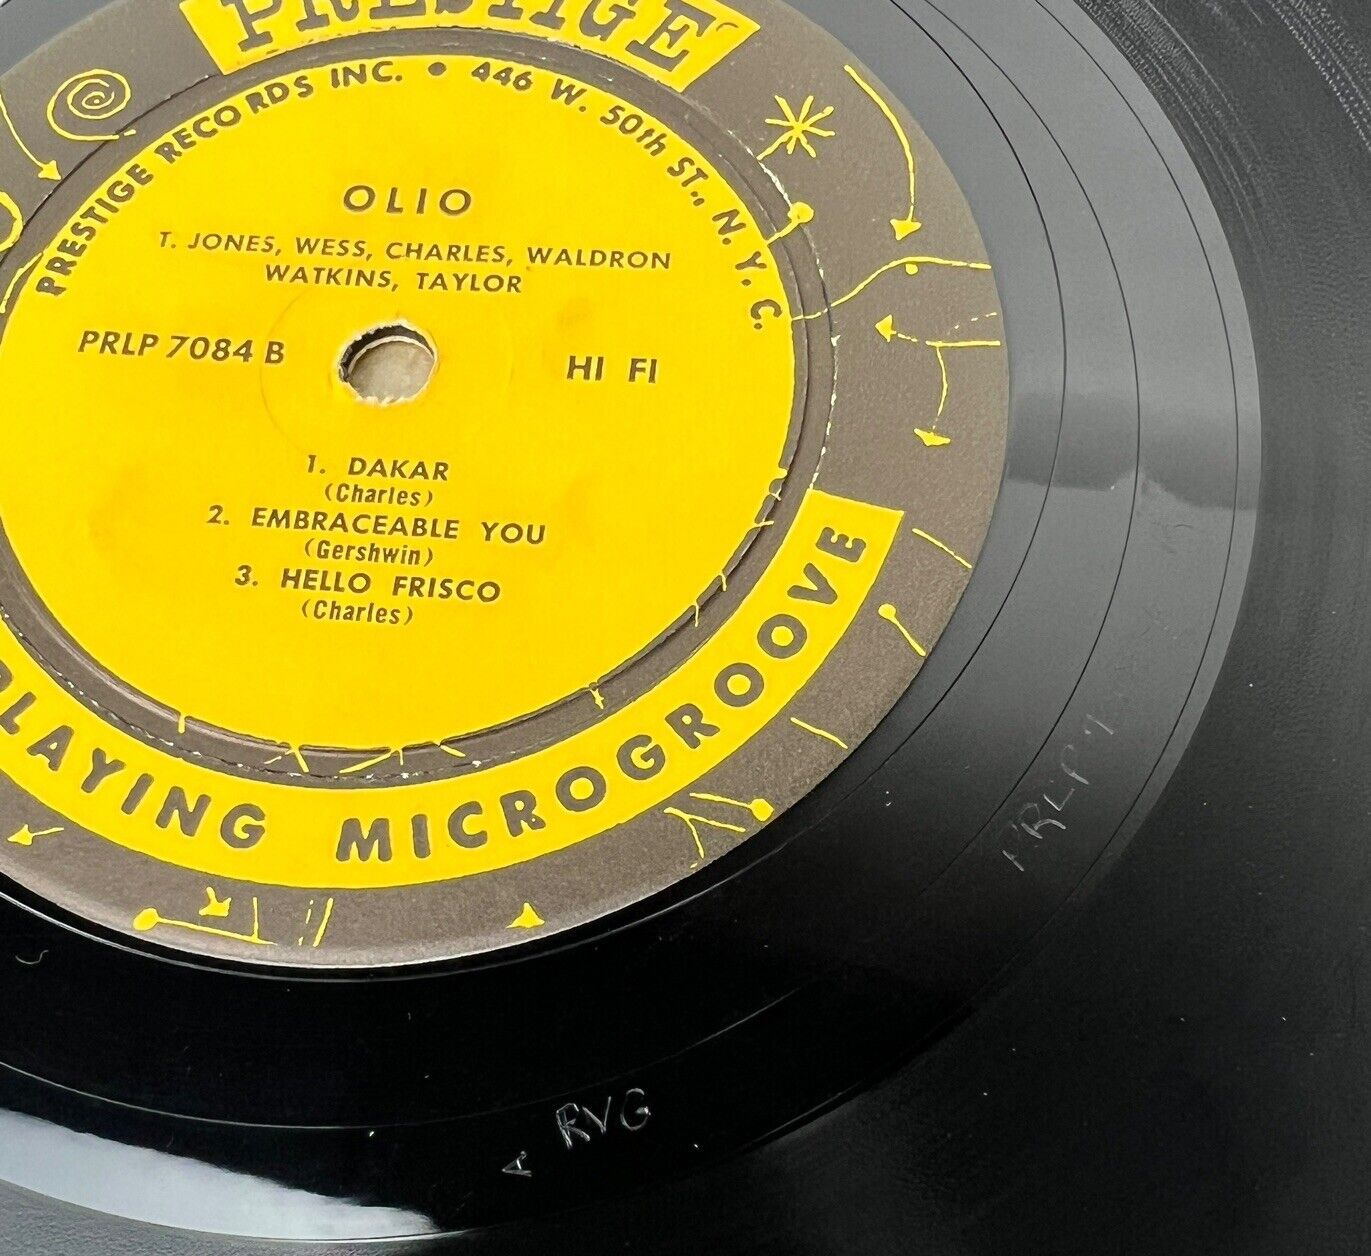 PRESTIGE
PRESTIGE RECORDS INC. • 446 W. 50th ST., N. Y. C.
OLIO
T. JONES, WESS, CHARLES, WALDRON
WATKINS, TAYLOR
PRLP 7084 B
HI FI
1. DAKAR
(Charles)
2. EMBRACEABLE YOU
(Gershwin)
3. HELLO FRISCO
(Charles)
PLAYING MICROGROOVE
A RVG